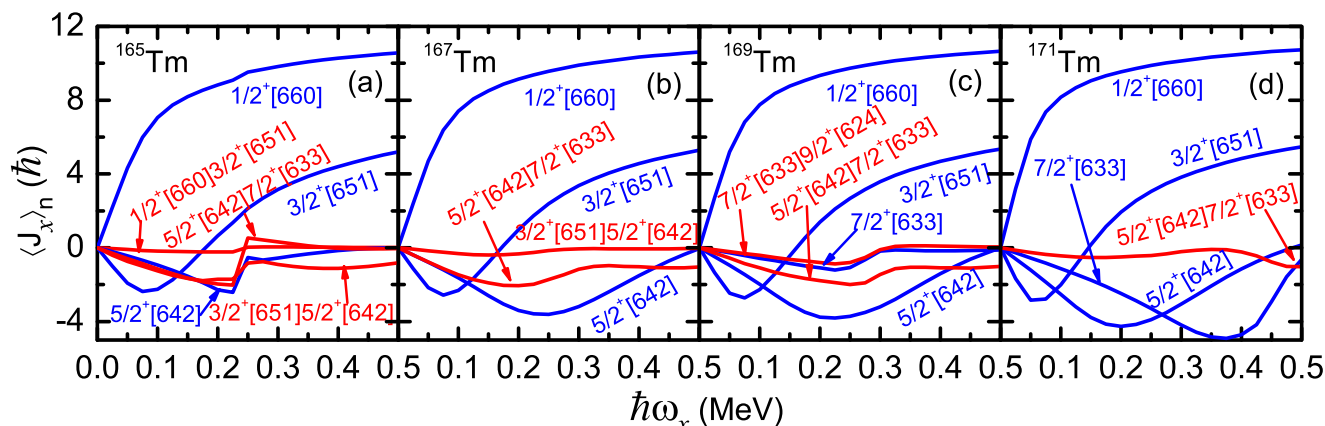 12
8
4
0
-4
⟨Jx⟩n (ℏ)
165Tm
(a)
1/2+[660]
1/2+[660]3/2+[651]
5/2+[642]7/2+[633]
3/2+[651]
5/2+[642]
3/2+[651]5/2+[642]
167Tm
(b)
1/2+[660]
5/2+[642]7/2+[633]
3/2+[651]
3/2+[651]5/2+[642]
5/2+[642]
169Tm
(c)
1/2+[660]
7/2+[633]9/2+[624]
5/2+[642]7/2+[633]
3/2+[651]
7/2+[633]
5/2+[642]
171Tm
(d)
1/2+[660]
3/2+[651]
7/2+[633]
5/2+[642]7/2+[633]
5/2+[642]
0.0 0.1 0.2 0.3 0.4 0.5 0.1 0.2 0.3 0.4 0.5 0.1 0.2 0.3 0.4 0.5 0.1 0.2 0.3 0.4 0.5
ℏωx (MeV)